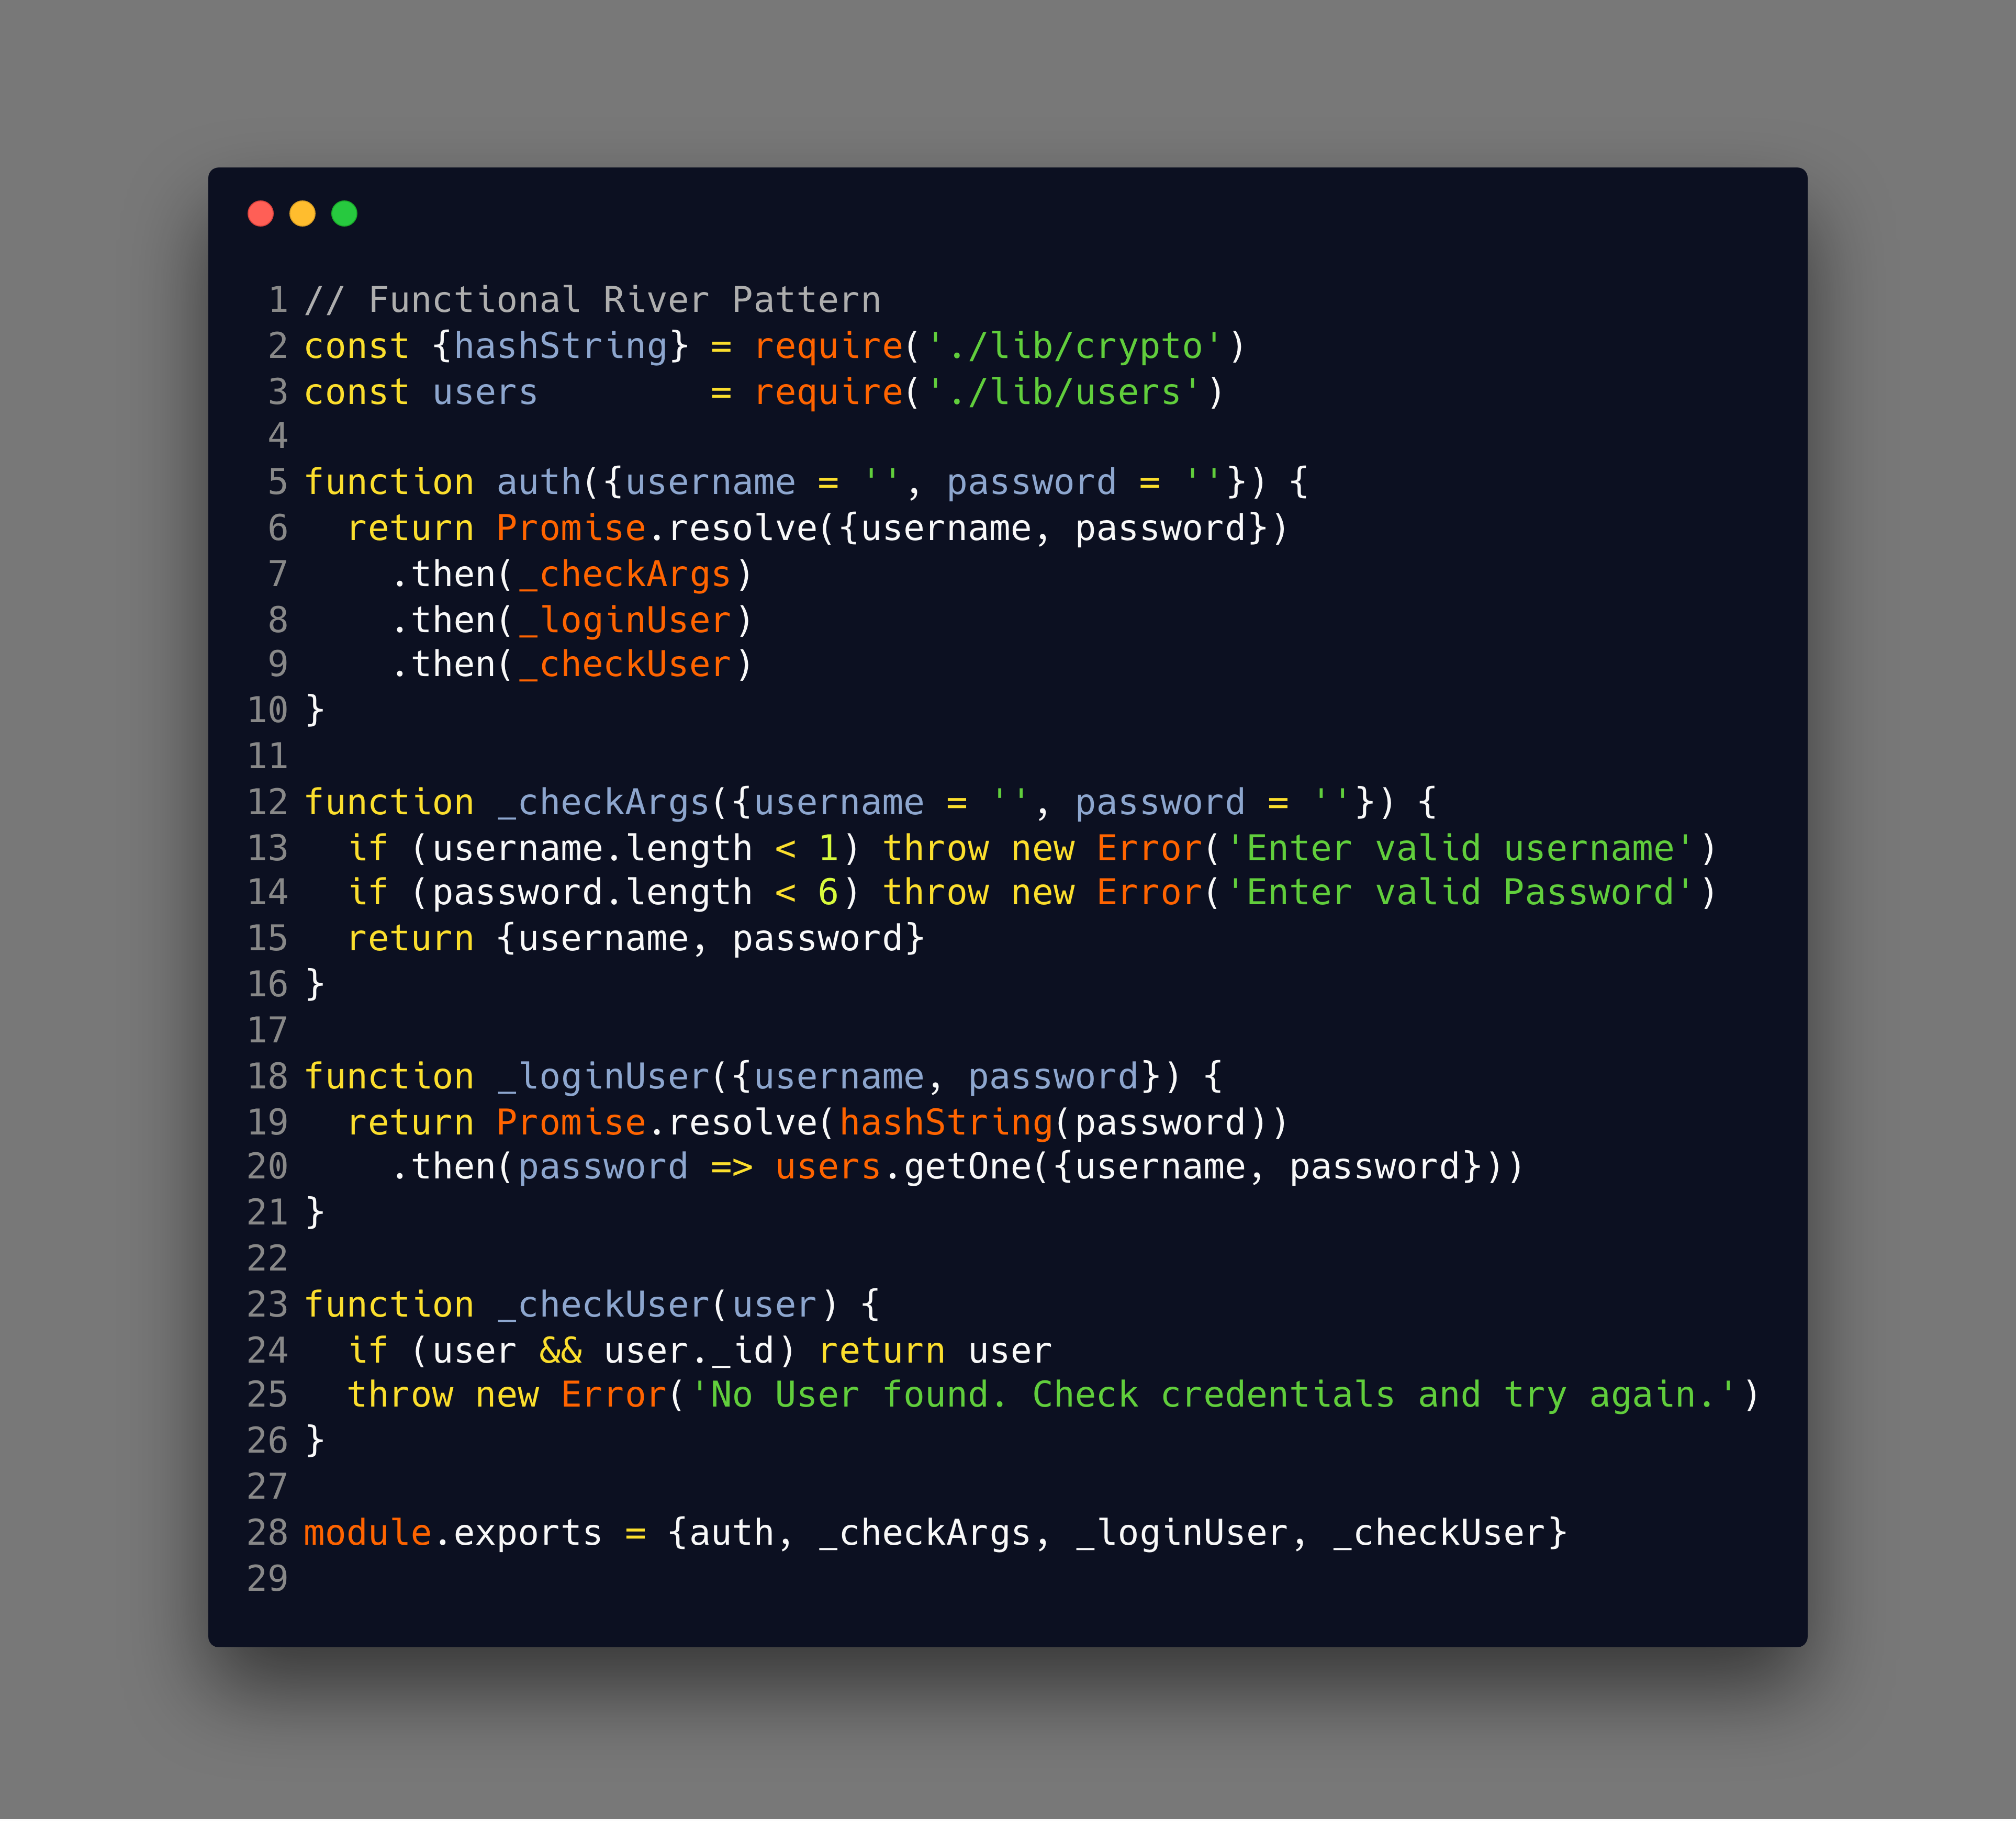 1 // Functional River Pattern
2 const {hashString} = require('./lib/crypto')
3 const users        = require('./lib/users')
4
5 function auth({username = '', password = ''}) {
6   return Promise.resolve({username, password})
7     .then(_checkArgs)
8     .then(_loginUser)
9     .then(_checkUser)
10 }
11
12 function _checkArgs({username = '', password = ''}) {
13   if (username.length < 1) throw new Error('Enter valid username')
14   if (password.length < 6) throw new Error('Enter valid Password')
15   return {username, password}
16 }
17
18 function _loginUser({username, password}) {
19   return Promise.resolve(hashString(password))
20     .then(password => users.getOne({username, password}))
21 }
22
23 function _checkUser(user) {
24   if (user && user._id) return user
25   throw new Error('No User found. Check credentials and try again.')
26 }
27
28 module.exports = {auth, _checkArgs, _loginUser, _checkUser}
29